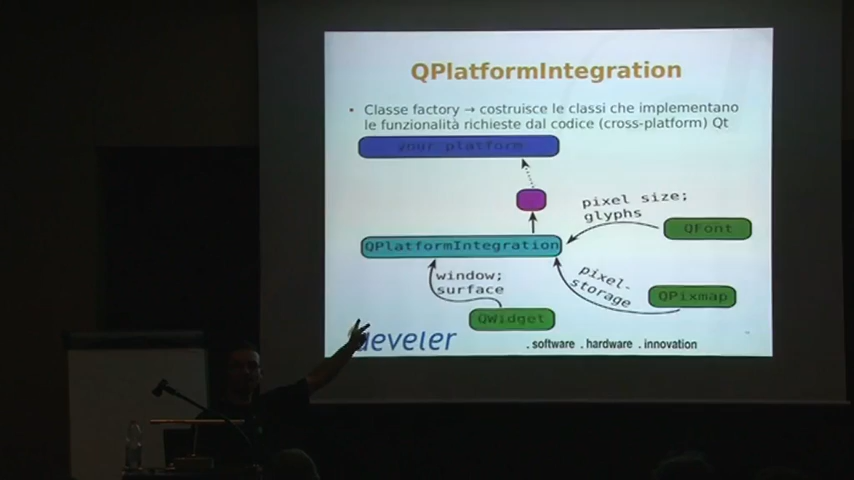 QPlatformIntegration
• Classe factory → costruisce le classi che implementano
le funzionalità richieste dal codice (cross-platform) Qt
your platform
pixel size;
glyphs
QFont
QPlatformIntegration
window;
surface
pixel-
storage
QPixmap
QWidget
develer
. software . hardware . innovation